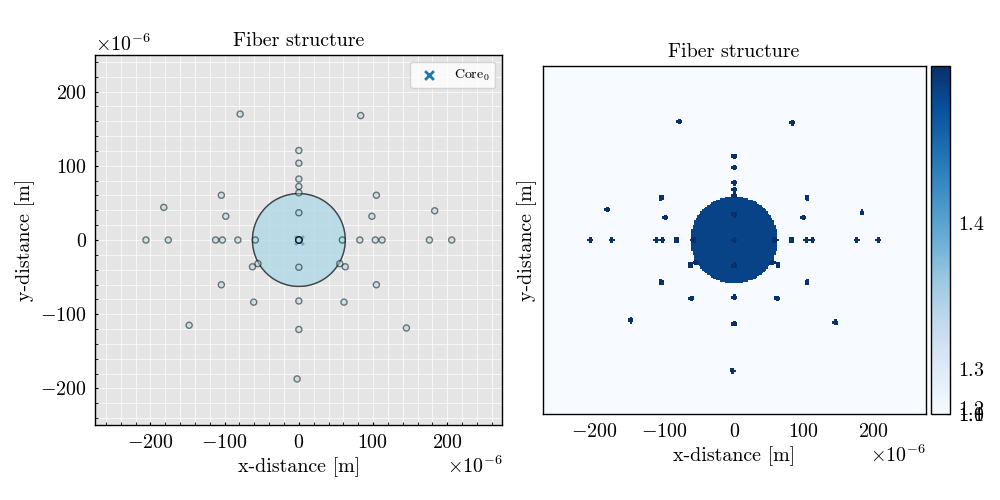 Fiber structure
×10⁻⁶
Core₀
200
100
0
−100
−200
y-distance [m]
−200 −100 0 100 200
x-distance [m]
×10⁻⁶
Fiber structure
y-distance [m]
−200 −100 0 100 200
x-distance [m]
×10⁻⁶
1.4
1.3